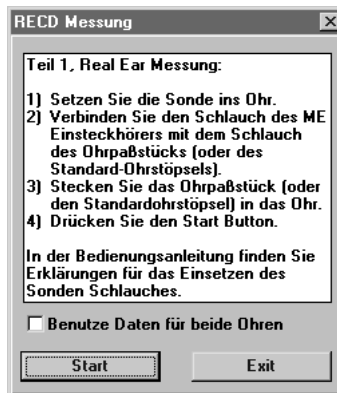 RECD Messung
Teil 1, Real Ear Messung:
1) Setzen Sie die Sonde ins Ohr.
2) Verbinden Sie den Schlauch des ME
Einsteckhörers mit dem Schlauch
des Ohrpaßstücks (oder des
Standard-Ohrstöpsels).
3) Stecken Sie das Ohrpaßstück (oder
den Standardohrstöpsel) in das Ohr.
4) Drücken Sie den Start Button.
In der Bedienungsanleitung finden Sie
Erklärungen für das Einsetzen des
Sonden Schlauches.
Benutze Daten für beide Ohren
Start
Exit